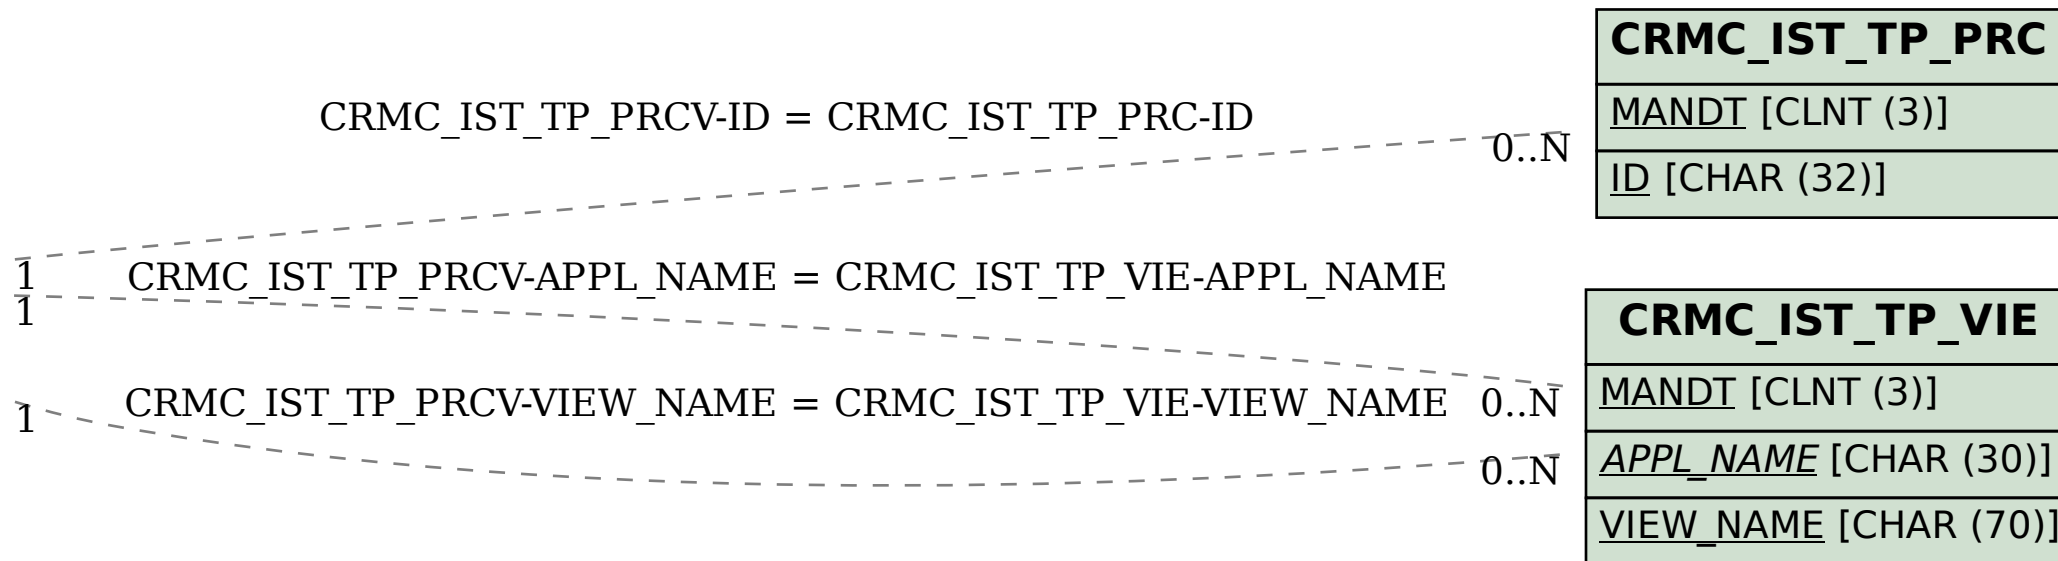 CRMC_IST_TP_PRC
MANDT [CLNT (3)]
ID [CHAR (32)]
CRMC_IST_TP_PRCV-ID = CRMC_IST_TP_PRC-ID
0..N
1
CRMC_IST_TP_PRCV-APPL_NAME = CRMC_IST_TP_VIE-APPL_NAME
1
CRMC_IST_TP_PRCV-VIEW_NAME = CRMC_IST_TP_VIE-VIEW_NAME
0..N
1
0..N
CRMC_IST_TP_VIE
MANDT [CLNT (3)]
APPL_NAME [CHAR (30)]
VIEW_NAME [CHAR (70)]